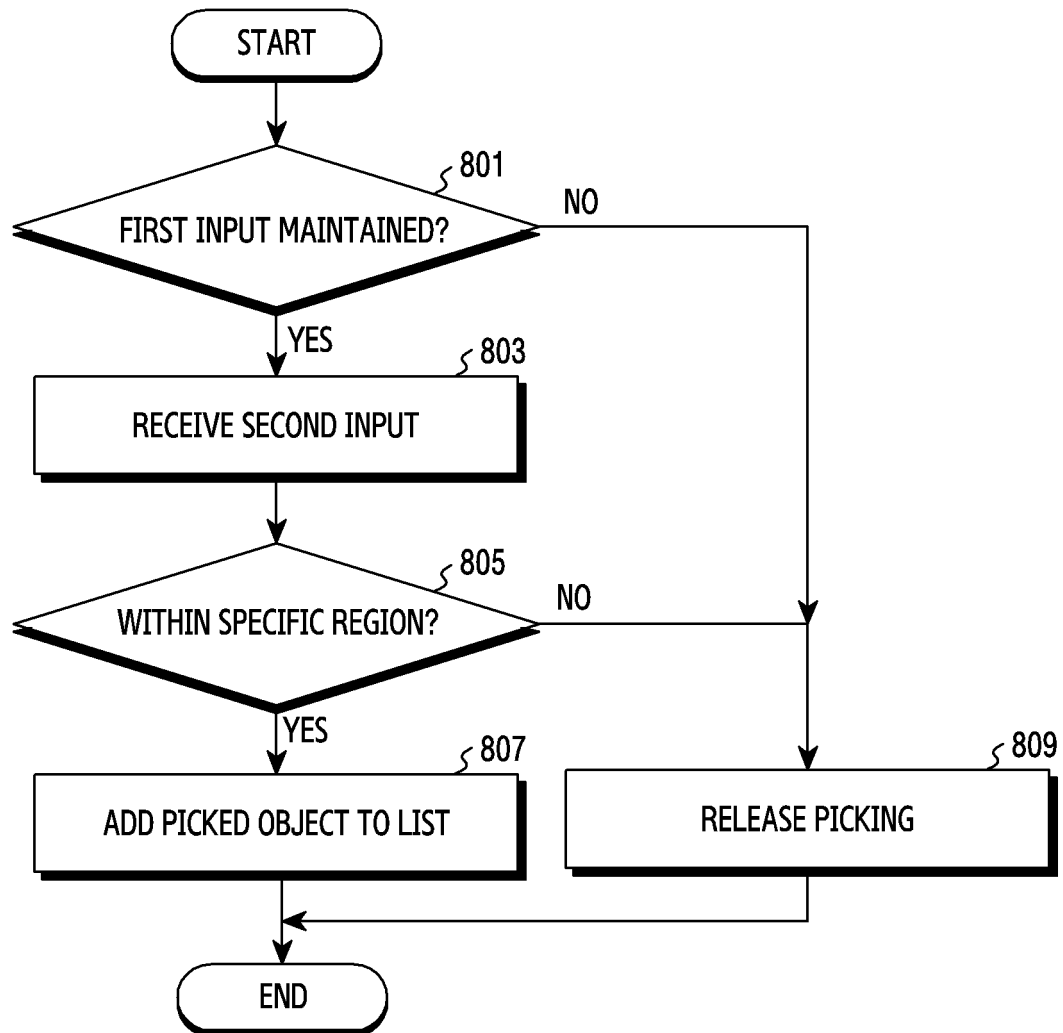 START
801
FIRST INPUT MAINTAINED?
NO
YES
803
RECEIVE SECOND INPUT
805
WITHIN SPECIFIC REGION?
NO
YES
807
ADD PICKED OBJECT TO LIST
809
RELEASE PICKING
END